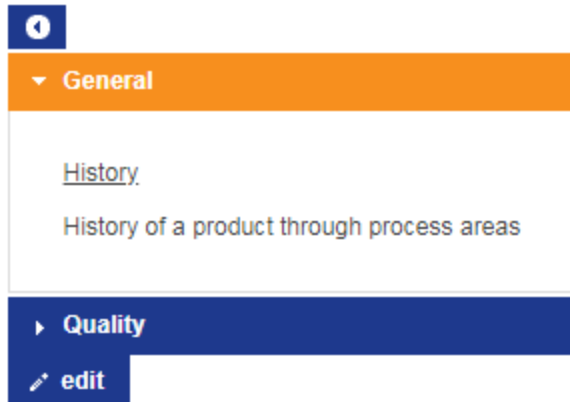 General
History
History of a product through process areas
Quality
edit